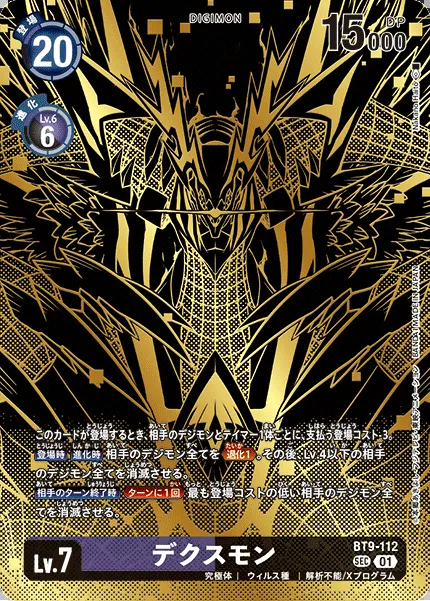 DIGIMON
登場
20
15000
DP
進化
Lv.6
6
このカードが登場するとき、相手のデジモンとテイマー1体ごとに、支払う登場コスト-3。
登場時 進化時 相手のデジモン全てを≪退化1≫。その後、Lv.4以下の相手
のデジモン全てを消滅させる。
相手のターン終了時 ターンに1回 最も登場コストの低い相手のデジモン全
てを消滅させる。
Lv.7
デクスモン
BT9-112
SEC 01
究極体 | ウィルス種 | 解析不能/Xプログラム
BANDAI MADE IN JAPAN